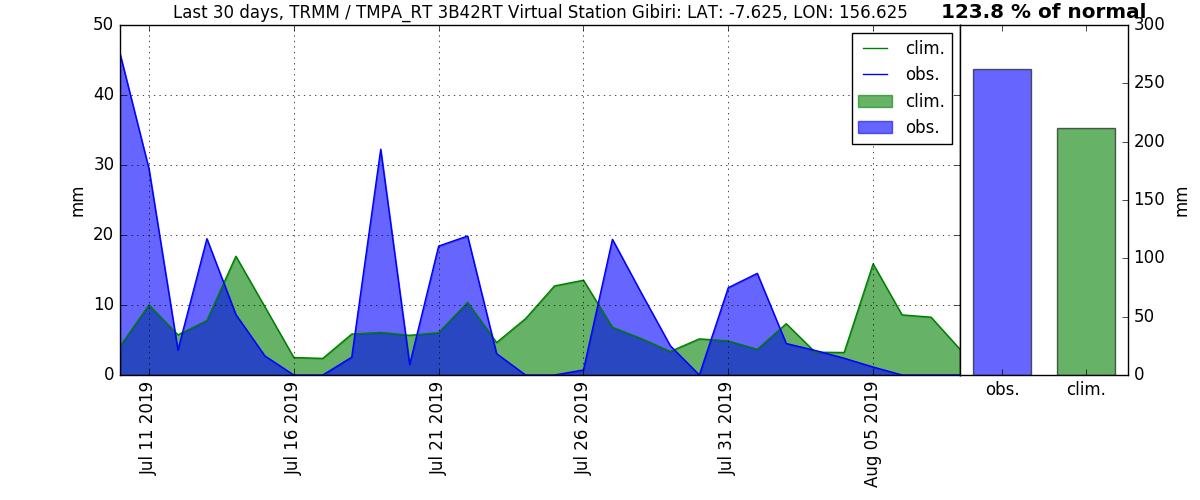 Last 30 days, TRMM / TMPA_RT 3B42RT Virtual Station Gibiri: LAT: -7.625, LON: 156.625
123.8 % of normal
50
40
30
20
10
0
mm
clim.
obs.
clim.
obs.
Jul 11 2019
Jul 16 2019
Jul 21 2019
Jul 26 2019
Jul 31 2019
Aug 05 2019
300
250
200
150
100
50
0
mm
obs.
clim.